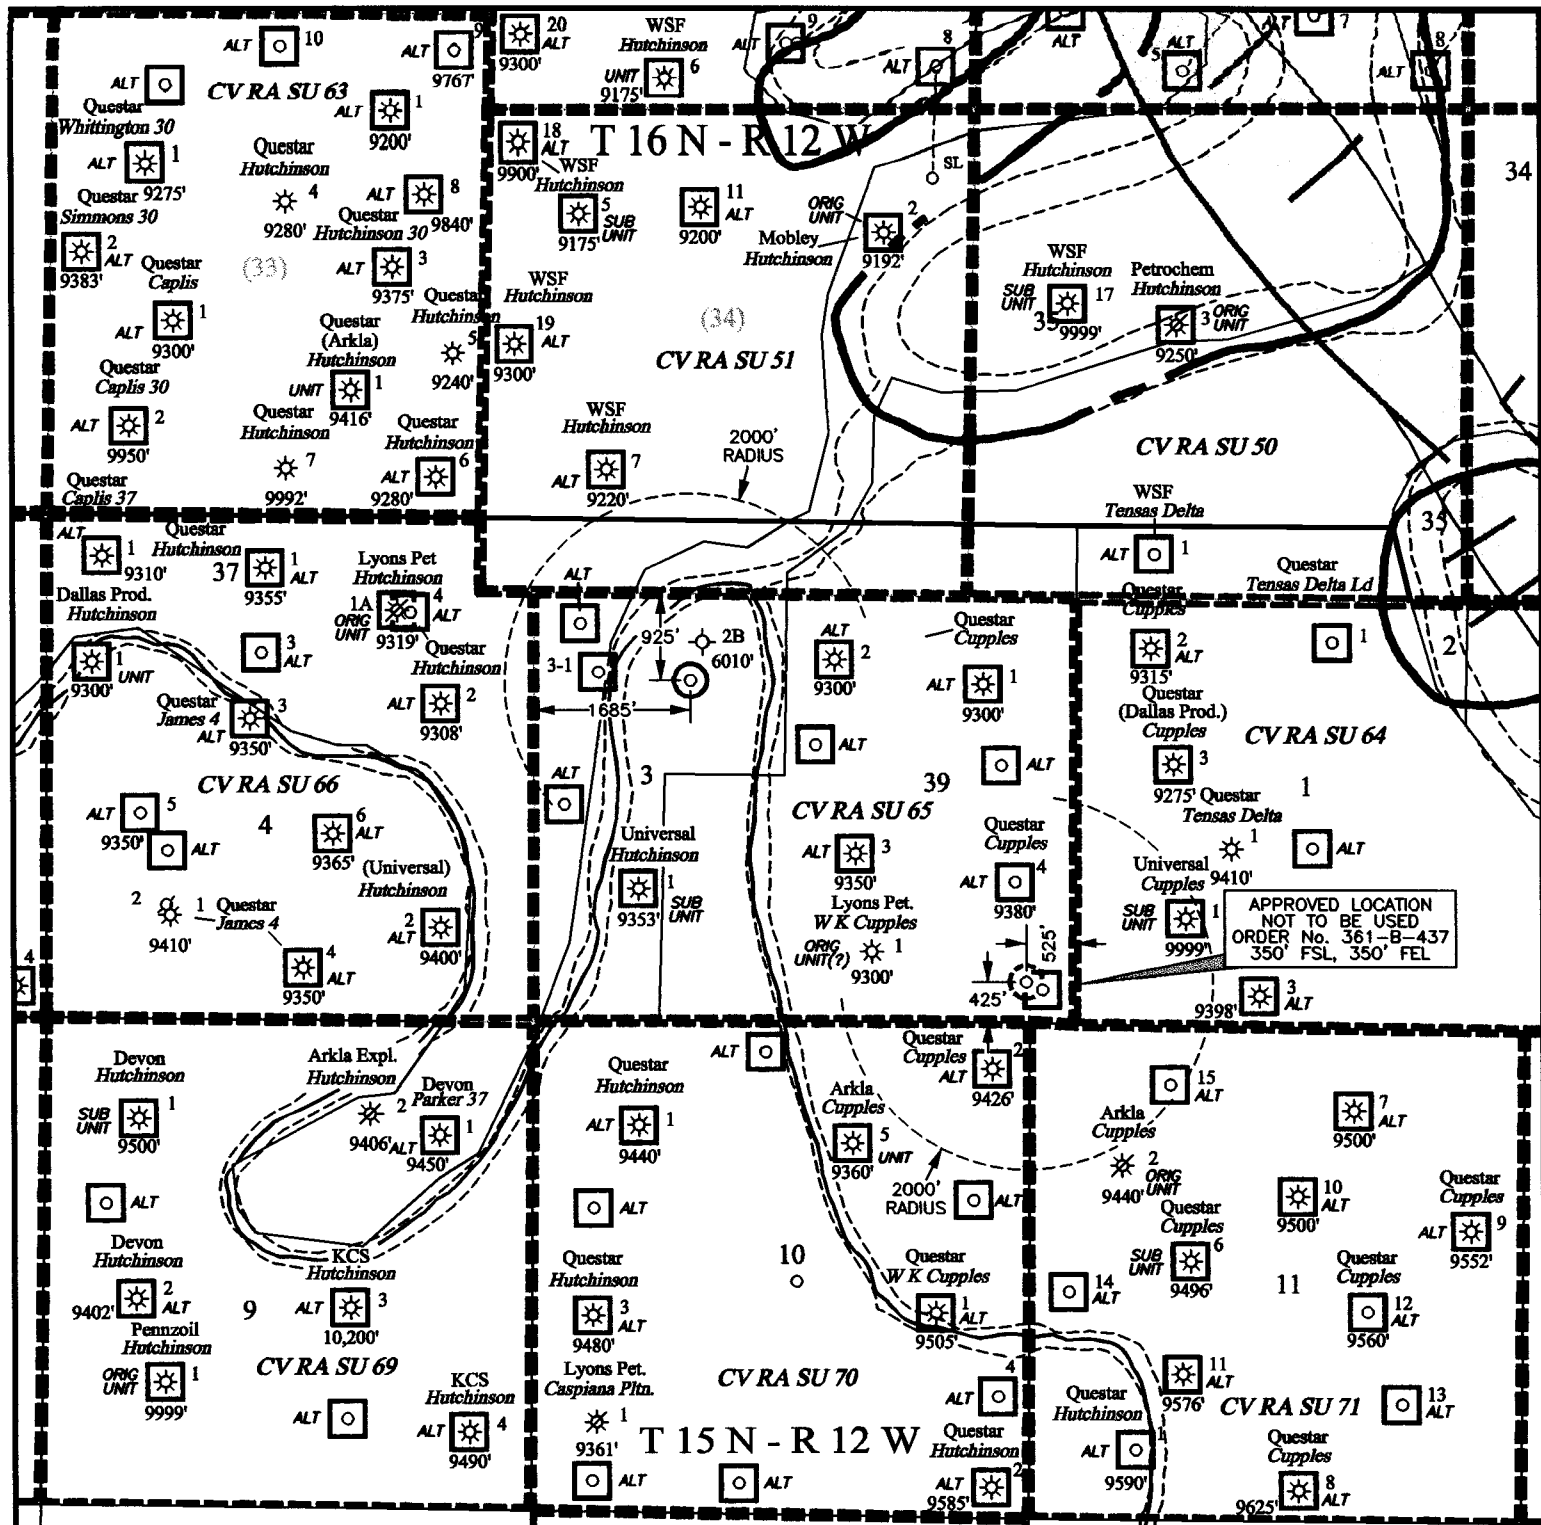 ALT
10
ALT
9
9767'
ALT
CV RA SU 63
Questar
Whittington 30
ALT
1
9200'
ALT
1
9275'
Questar
Hutchinson
4
9280'
ALT
8
9840'
Questar
Simmons 30
2
ALT
9383'
Questar
Hutchinson 30
ALT
3
9375'
(33)
Questar
Caplis
ALT
1
9300'
Questar
Hutchinson
5
9240'
Questar
(Arkla)
Hutchinson
UNIT
1
9416'
Questar
Caplis 30
ALT
2
9950'
Questar
Hutchinson
7
9992'
Questar
Hutchinson
ALT
6
9280'
Questar
Caplis 37
20
ALT
9300'
WSF
Hutchinson
UNIT
6
9175'
ALT
9
ALT
8
ALT
ALT
5
7
ALT
8
T 16 N - R 12 W
18
ALT
9900'
WSF
Hutchinson
5
SUB
UNIT
9175'
11
ALT
9200'
SL
ORIG
UNIT
2
Mobley
Hutchinson
9192'
34
WSF
Hutchinson
19
ALT
9300'
(34)
CV RA SU 51
WSF
Hutchinson
SUB
UNIT
17
35
9999'
Petrochem
Hutchinson
3
ORIG
UNIT
9250'
WSF
Hutchinson
ALT
7
9220'
2000'
RADIUS
CV RA SU 50
WSF
Tensas Delta
ALT
1
35
Questar
Tensas Delta Ld
ALT
1
9310'
Questar
Hutchinson
37
1
ALT
9355'
Lyons Pet
Hutchinson
1A
ORIG
UNIT
4
ALT
9319'
Dallas Prod.
Hutchinson
1
UNIT
9300'
3
ALT
Questar
Hutchinson
ALT
2
9308'
Questar
James 4
3
ALT
9350'
CV RA SU 66
4
ALT
5
9350'
ALT
6
ALT
9365'
(Universal)
Hutchinson
2
ALT
9400'
2
1
Questar
James 4
9410'
4
ALT
9350'
4
ALT
3-1
925'
2B
6010'
1685'
ALT
2
9300'
Questar
Cupples
ALT
1
9300'
ALT
ALT
ALT
3
39
CV RA SU 65
Universal
Hutchinson
1
SUB
UNIT
9353'
ALT
3
9350'
Lyons Pet.
W K Cupples
ORIG
UNIT(?)
1
9300'
Questar
Cupples
ALT
4
9380'
525'
425'
Questar
Cupples
2
ALT
9315'
1
2
Questar
(Dallas Prod.)
Cupples
3
9275'
CV RA SU 64
1
Questar
Tensas Delta
1
9410'
ALT
Universal
Cupples
SUB
UNIT
1
9999'
APPROVED LOCATION
NOT TO BE USED
ORDER No. 361-B-437
350' FSL, 350' FEL
3
ALT
9398'
Devon
Hutchinson
SUB
UNIT
1
9500'
Arkla Expl.
Hutchinson
2
9406'
Devon
Parker 37
ALT
1
9450'
ALT
Devon
Hutchinson
2
ALT
9402'
KCS
Hutchinson
ALT
3
10,200'
9
Pennzoil
Hutchinson
ORIG
UNIT
1
9999'
CV RA SU 69
ALT
KCS
Hutchinson
ALT
4
9490'
ALT
Questar
Hutchinson
ALT
1
9440'
Questar
Cupples
2
ALT
9426'
Arkla
Cupples
5
UNIT
9360'
2000'
RADIUS
ALT
ALT
10
Questar
Hutchinson
3
ALT
9480'
Questar
W K Cupples
1
ALT
9505'
CV RA SU 70
Lyons Pet.
Caspiana Pltn.
1
9361'
T 15 N - R 12 W
4
ALT
ALT
ALT
Questar
Hutchinson
ALT
2
9585'
15
ALT
7
ALT
9500'
Arkla
Cupples
2
ORIG
UNIT
9440'
10
ALT
9500'
Questar
Cupples
SUB
UNIT
6
9496'
Questar
Cupples
ALT
9
9552'
14
ALT
11
Questar
Cupples
12
ALT
9560'
11
ALT
9576'
CV RA SU 71
13
ALT
Questar
Hutchinson
ALT
1
9590'
Questar
Cupples
8
ALT
9625'